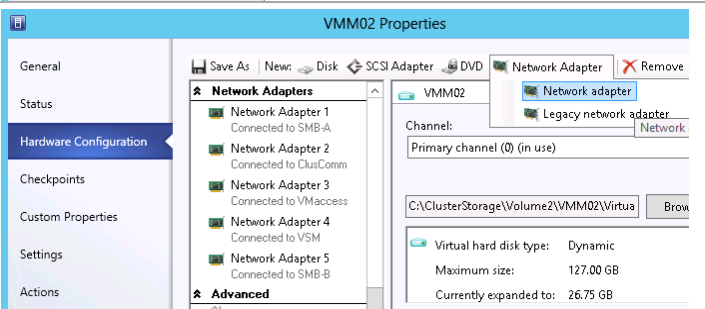 VMM02 Properties
General
Status
Hardware Configuration
Checkpoints
Custom Properties
Settings
Actions
Save As New: Disk SCSI Adapter DVD Network Adapter Remove
Network Adapters
Network Adapter 1
Connected to SMB-A
Network Adapter 2
Connected to ClusComm
Network Adapter 3
Connected to VMaccess
Network Adapter 4
Connected to VSM
Network Adapter 5
Connected to SMB-B
Advanced
VMM02
Network adapter
Legacy network adapter
Network
Channel:
Primary channel (0) (in use)
C:\ClusterStorage\Volume2\VMM02\Virtua
Brow
Virtual hard disk type: Dynamic
Maximum size: 127.00 GB
Currently expanded to: 26.75 GB